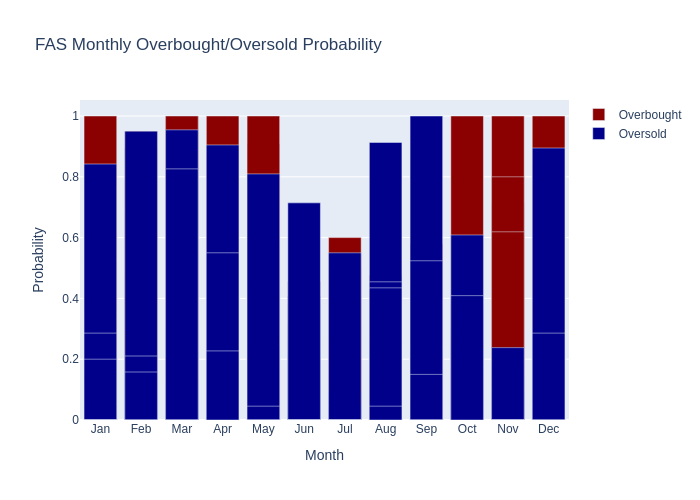 FAS Monthly Overbought/Oversold Probability
Overbought
Oversold
Probability
1
0.8
0.6
0.4
0.2
0
Jan Feb Mar Apr May Jun Jul Aug Sep Oct Nov Dec
Month